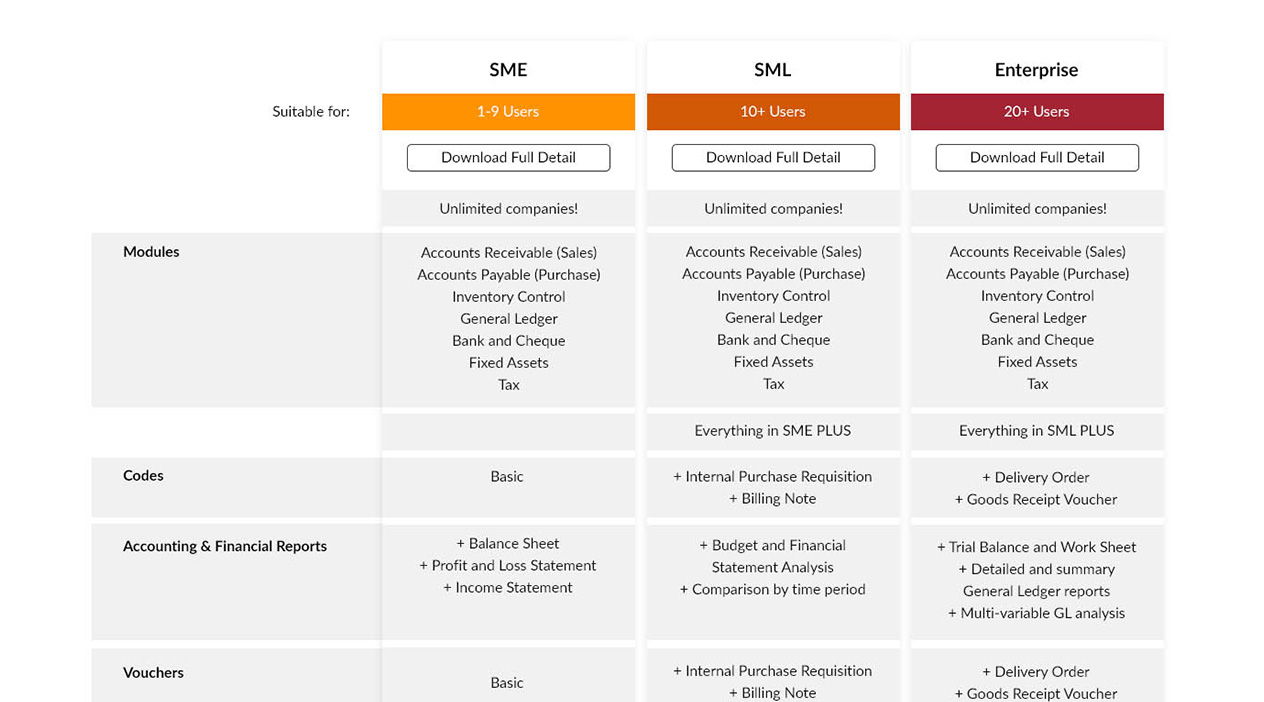 SME SML Enterprise
Suitable for: 1-9 Users 10+ Users 20+ Users
Download Full Detail Download Full Detail Download Full Detail
Unlimited companies! Unlimited companies! Unlimited companies!
Modules Accounts Receivable (Sales) Accounts Receivable (Sales) Accounts Receivable (Sales)
Accounts Payable (Purchase) Accounts Payable (Purchase) Accounts Payable (Purchase)
Inventory Control Inventory Control Inventory Control
General Ledger General Ledger General Ledger
Bank and Cheque Bank and Cheque Bank and Cheque
Fixed Assets Fixed Assets Fixed Assets
Tax Tax Tax
Everything in SME PLUS Everything in SML PLUS
Codes Basic + Internal Purchase Requisition + Delivery Order
+ Billing Note + Goods Receipt Voucher
Accounting & Financial Reports + Balance Sheet + Budget and Financial + Trial Balance and Work Sheet
+ Profit and Loss Statement Statement Analysis + Detailed and summary
+ Income Statement + Comparison by time period General Ledger reports
+ Multi-variable GL analysis
Vouchers Basic + Internal Purchase Requisition + Delivery Order
+ Billing Note + Goods Receipt Voucher